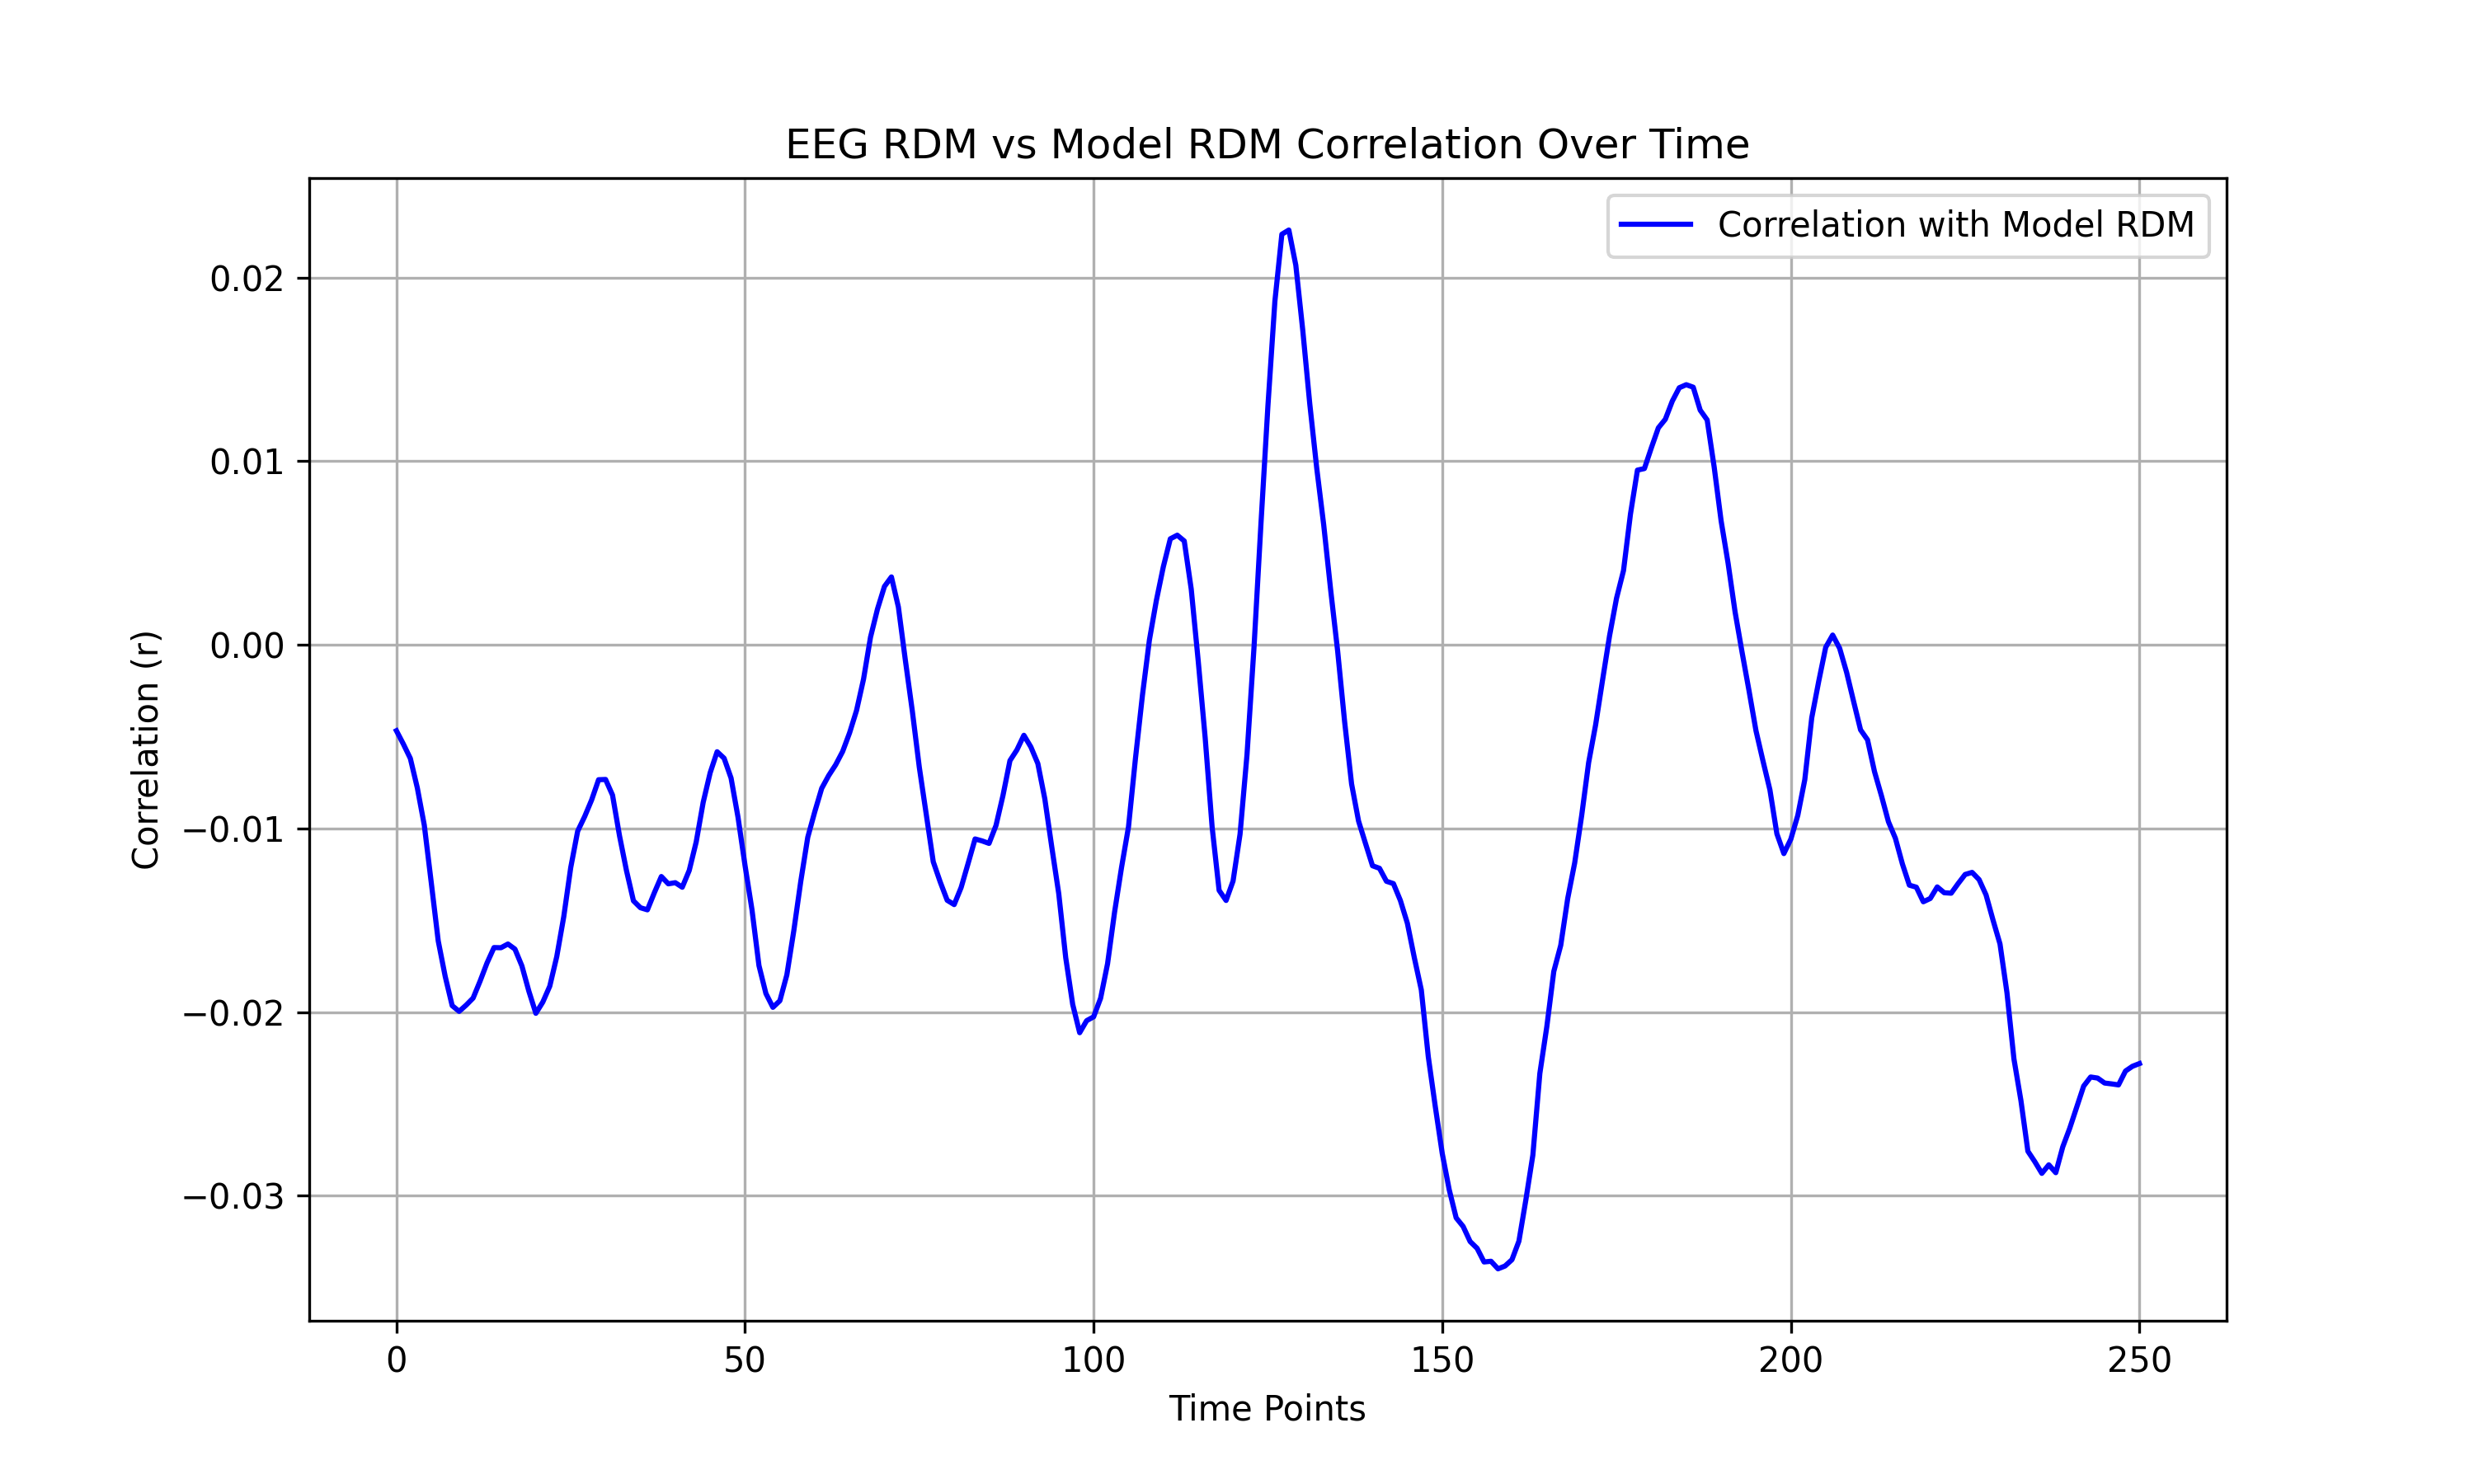 EEG RDM vs Model RDM Correlation Over Time
Correlation with Model RDM
Correlation (r)
0.02
0.01
0.00
−0.01
−0.02
−0.03
0 50 100 150 200 250
Time Points